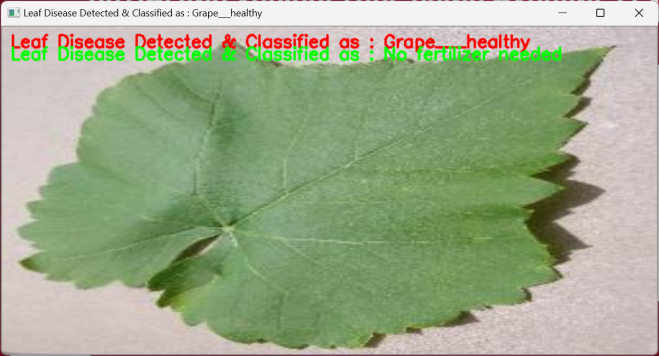 Leaf Disease Detected & Classified as : Grape___healthy
Leaf Disease Detected & Classified as : Grape___healthy
Leaf Disease Detected & Classified as : No fertilizer needed